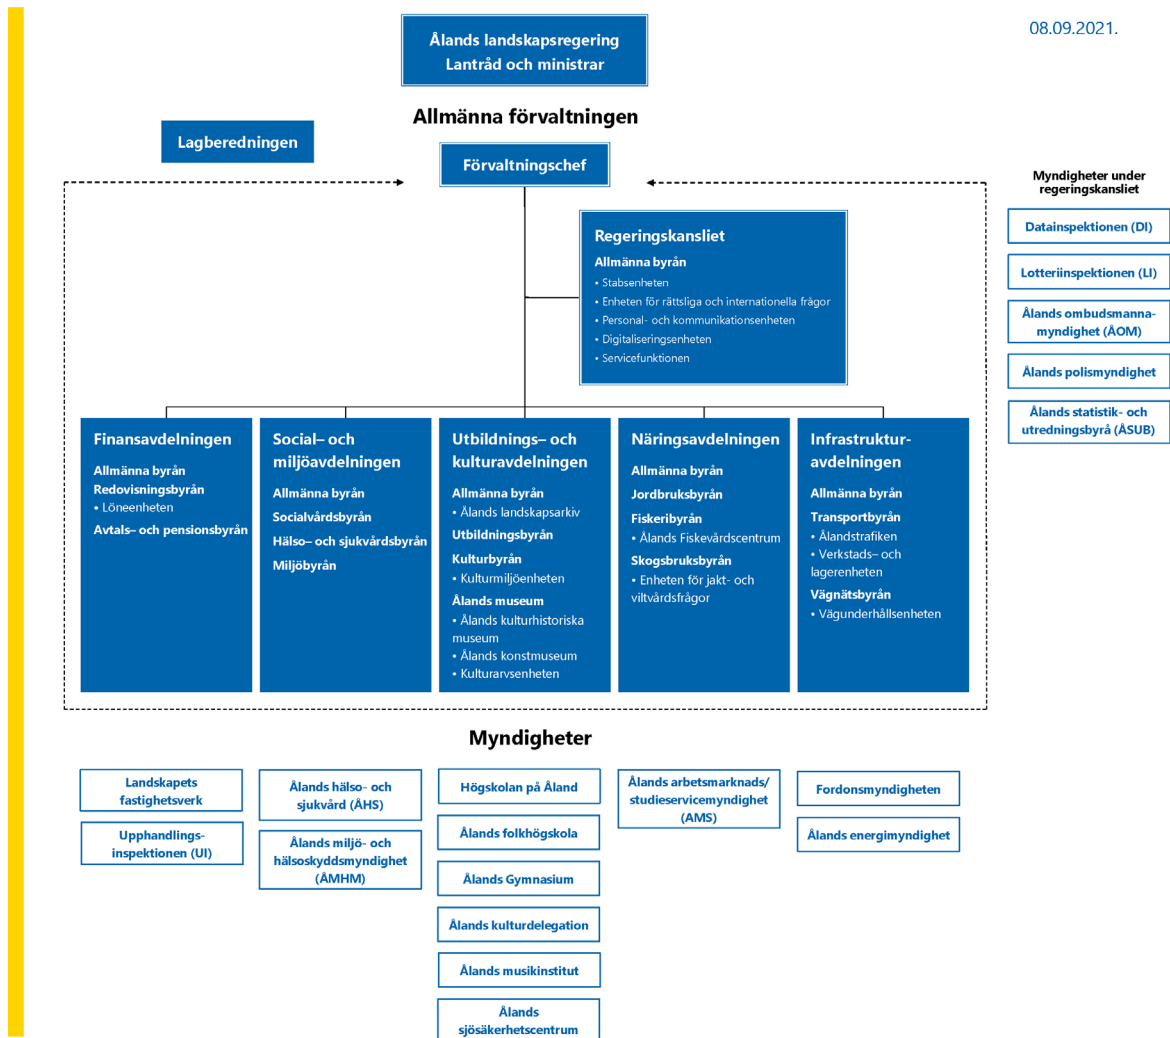 08.09.2021.
Ålands landskapsregering
Lantråd och ministrar
Allmänna förvaltningen
Lagberedningen
Förvaltningschef
Regeringskansliet
Allmänna byrån
• Stabsenheten
• Enheten för rättsliga och internationella frågor
• Personal- och kommunikationsenheten
• Digitaliseringsenheten
• Servicefunktionen
Myndigheter under
regeringskansliet
Datainspektionen (DI)
Lotteriinspektionen (LI)
Ålands ombudsmanna-
myndighet (ÅOM)
Ålands polismyndighet
Ålands statistik- och
utredningsbyrå (ÅSUB)
Finansavdelningen
Allmänna byrån
Redovisningsbyrån
• Löneenheten
Avtals– och pensionsbyrån
Social– och
miljöavdelningen
Allmänna byrån
Socialvårdsbyrån
Hälso– och sjukvårdsbyrån
Miljöbyrån
Utbildnings– och
kulturavdelningen
Allmänna byrån
• Ålands landskapsarkiv
Utbildningsbyrån
Kulturbyrån
• Kulturmiljöenheten
Ålands museum
• Ålands kulturhistoriska
museum
• Ålands konstmuseum
• Kulturarvsenheten
Näringsavdelningen
Allmänna byrån
Jordbruksbyrån
Fiskeribyrån
• Ålands Fiskevårdscentrum
Skogsbruksbyrån
• Enheten för jakt- och
viltvårdsfrågor
Infrastruktur-
avdelningen
Allmänna byrån
Transportbyrån
• Ålandstrafiken
• Verkstads– och
lagerenheten
Vägnätsbyrån
• Vägunderhållsenheten
Myndigheter
Landskapets
fastighetsverk
Upphandlings-
inspektionen (UI)
Ålands hälso- och
sjukvård (ÅHS)
Ålands miljö- och
hälsoskyddsmyndighet
(ÅMHM)
Högskolan på Åland
Ålands folkhögskola
Ålands Gymnasium
Ålands kulturdelegation
Ålands musikinstitut
Ålands
sjösäkerhetscentrum
Ålands arbetsmarknads/
studieservicemyndighet
(AMS)
Fordonsmyndigheten
Ålands energimyndighet